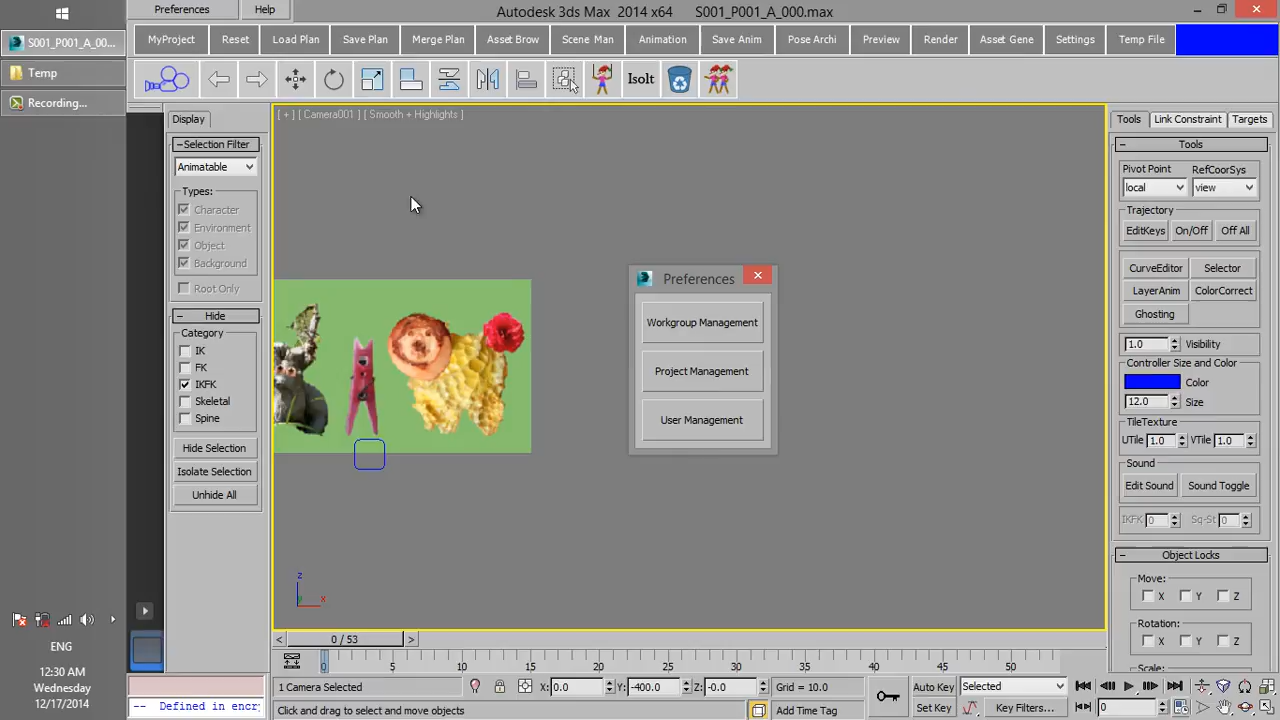 Preferences Help Autodesk 3ds Max 2014 x64 S001_P001_A_000.max
S001_P001_A_00...
MyProject Reset Load Plan Save Plan Merge Plan Asset Brow Scene Man Animation Save Anim Pose Archi Preview Render Asset Gene Settings Temp File
Temp
Isolt
Recording...
Display
[ + ] [ Camera001 ] [ Smooth + Highlights ]
Tools Link Constraint Targets
Selection Filter
Animatable
Types:
Character
Environment
Object
Background
Root Only
Hide
Category
IK
FK
IKFK
Skeletal
Spine
Hide Selection
Isolate Selection
Unhide All
Preferences
Workgroup Management
Project Management
User Management
z
x
Tools
Pivot Point RefCoorSys
local view
Trajectory
EditKeys On/Off Off All
CurveEditor Selector
LayerAnim ColorCorrect
Ghosting
1.0 Visibility
Controller Size and Color
Color
12.0 Size
TileTexture
UTile 1.0 VTile 1.0
Sound
Edit Sound Sound Toggle
IKFK 0 Sq-St 0
Object Locks
Move:
X Y Z
Rotation:
X Y Z
Scale:
< 0 / 53 >
0 5 10 15 20 25 30 35 40 45 50
ENG
12:30 AM
Wednesday
12/17/2014
1 Camera Selected X: 0.0 Y: -400.0 Z: -0.0 Grid = 10.0 Auto Key Selected
-- Defined in encr Click and drag to select and move objects Add Time Tag Set Key Key Filters... 0